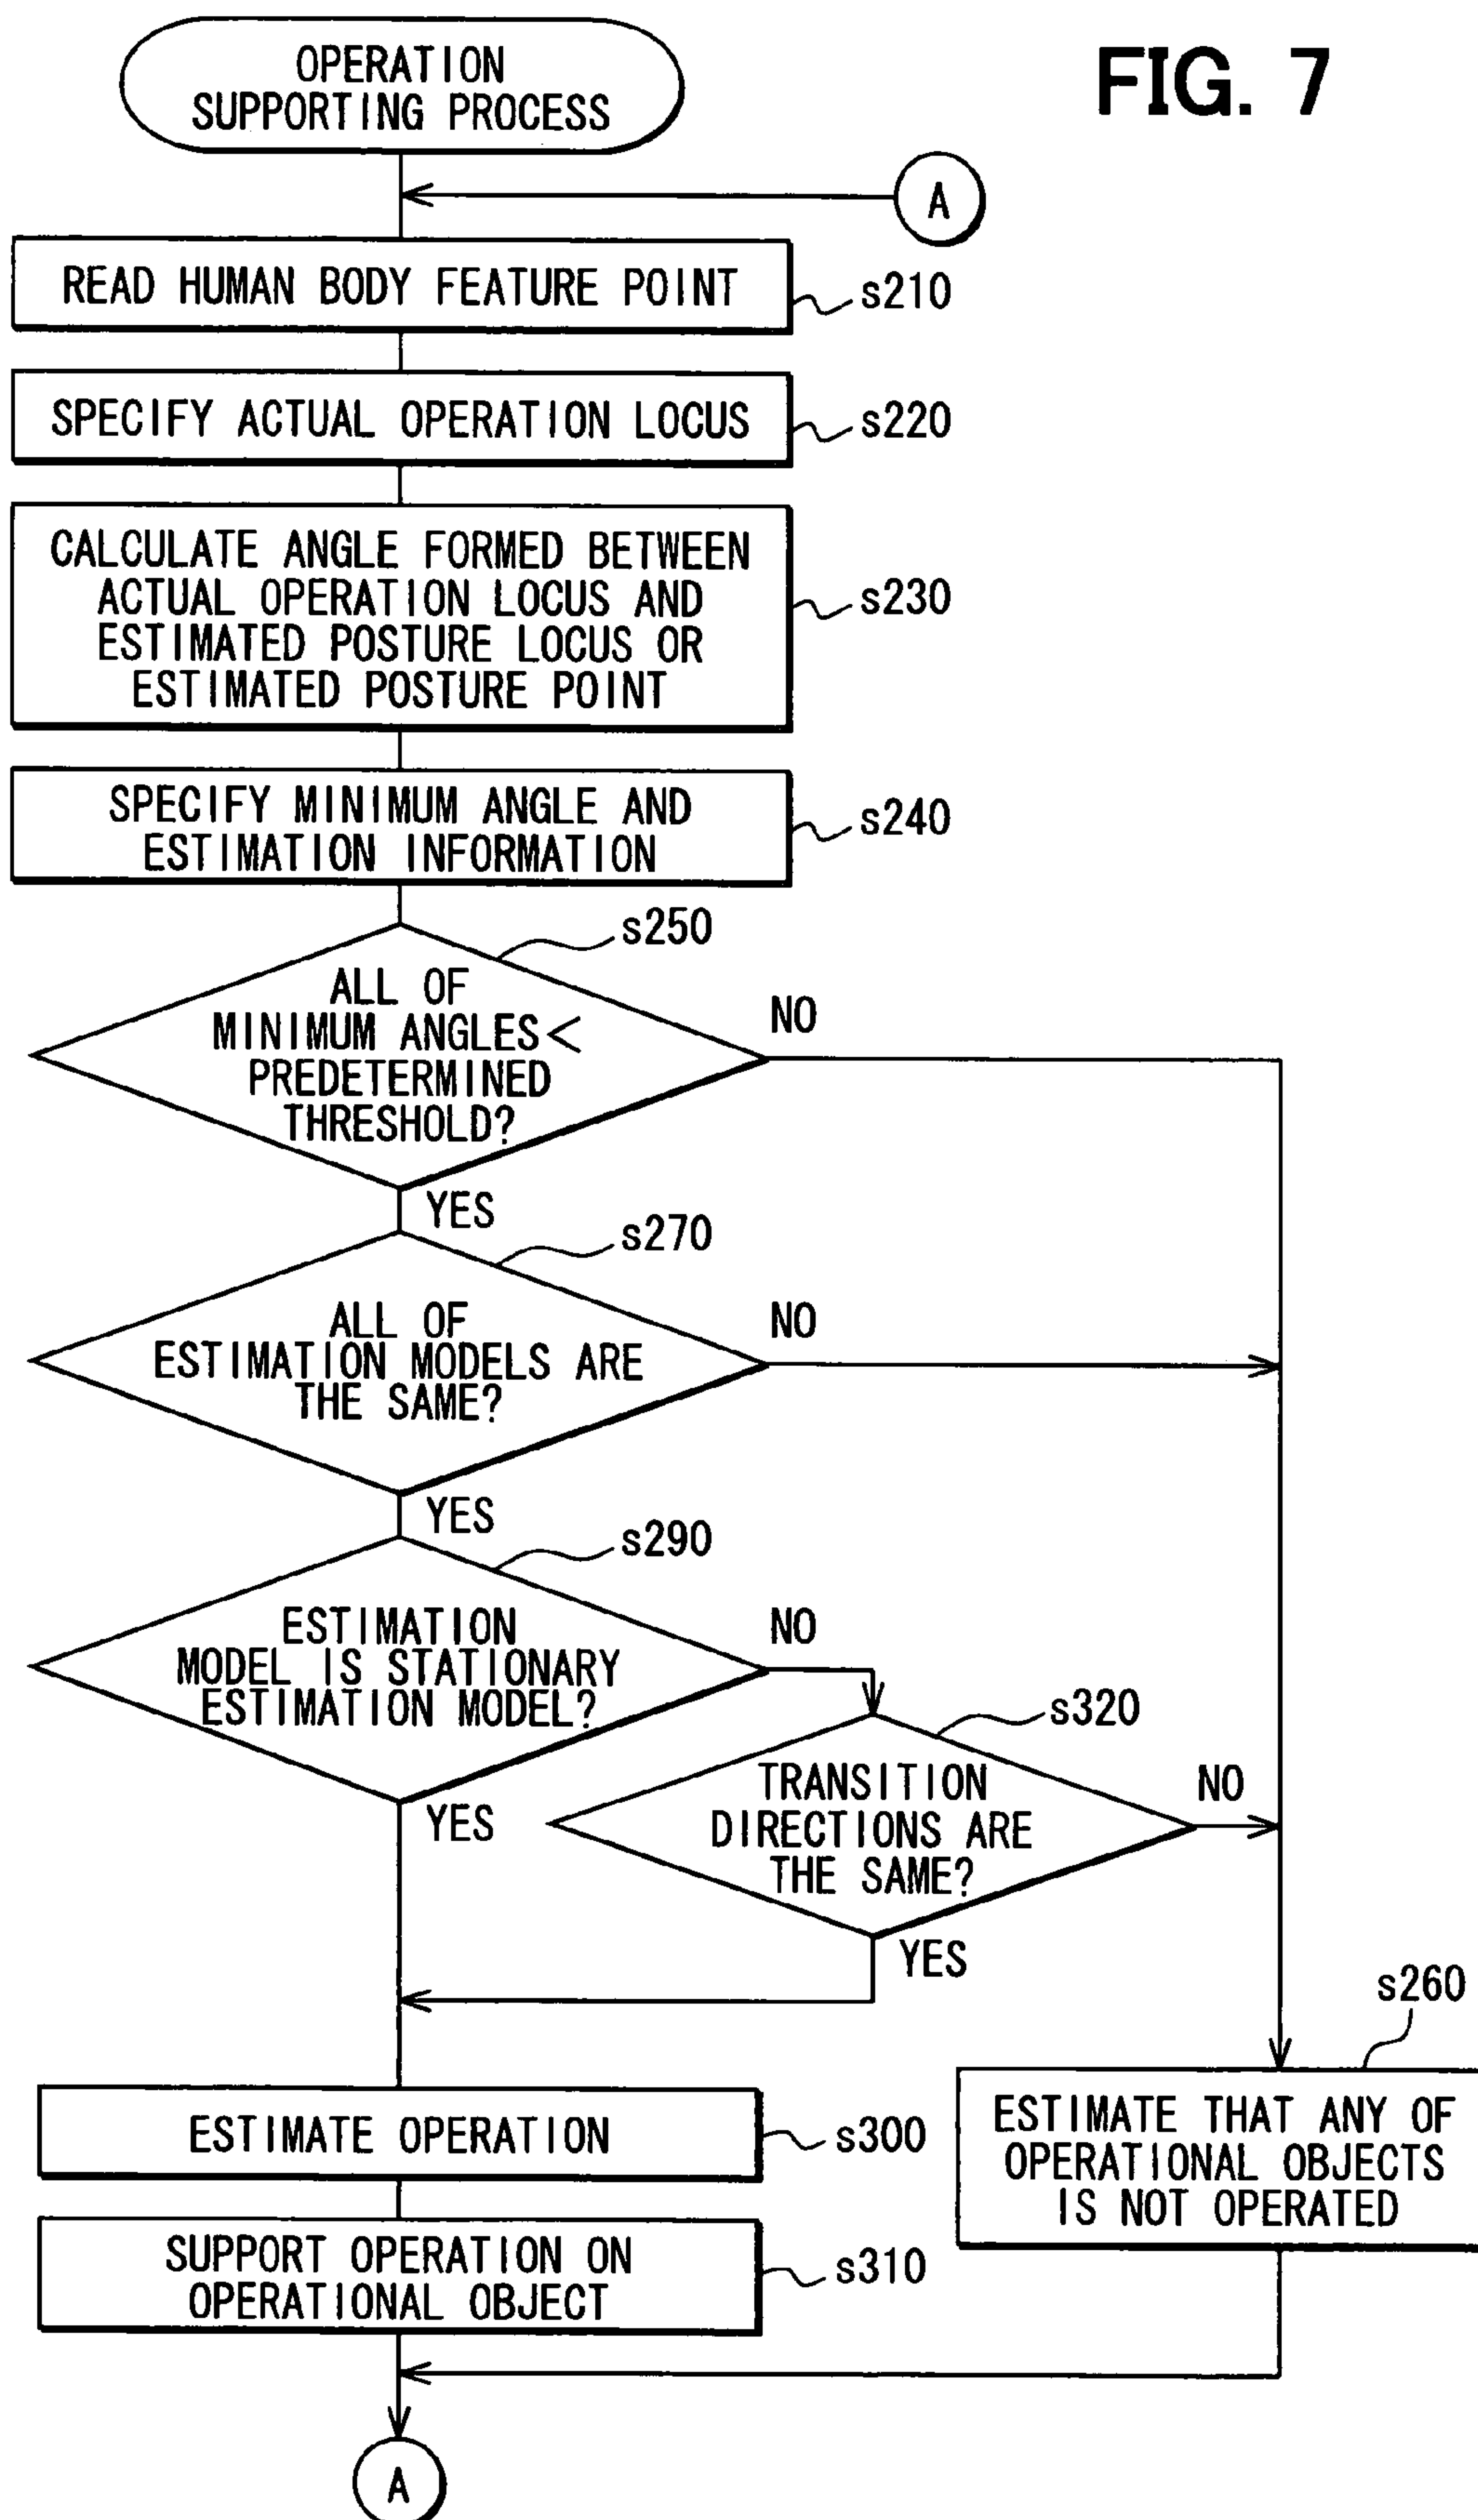 FIG. 7
OPERATION
SUPPORTING PROCESS
A
READ HUMAN BODY FEATURE POINT
s210
SPECIFY ACTUAL OPERATION LOCUS
s220
CALCULATE ANGLE FORMED BETWEEN
ACTUAL OPERATION LOCUS AND
ESTIMATED POSTURE LOCUS OR
ESTIMATED POSTURE POINT
s230
SPECIFY MINIMUM ANGLE AND
ESTIMATION INFORMATION
s240
s250
ALL OF
MINIMUM ANGLES<
PREDETERMINED
THRESHOLD?
NO
YES
s270
ALL OF
ESTIMATION MODELS ARE
THE SAME?
NO
YES
s290
ESTIMATION
MODEL IS STATIONARY
ESTIMATION MODEL?
NO
YES
s320
TRANSITION
DIRECTIONS ARE
THE SAME?
NO
YES
s260
ESTIMATE THAT ANY OF
OPERATIONAL OBJECTS
IS NOT OPERATED
ESTIMATE OPERATION
s300
SUPPORT OPERATION ON
OPERATIONAL OBJECT
s310
A